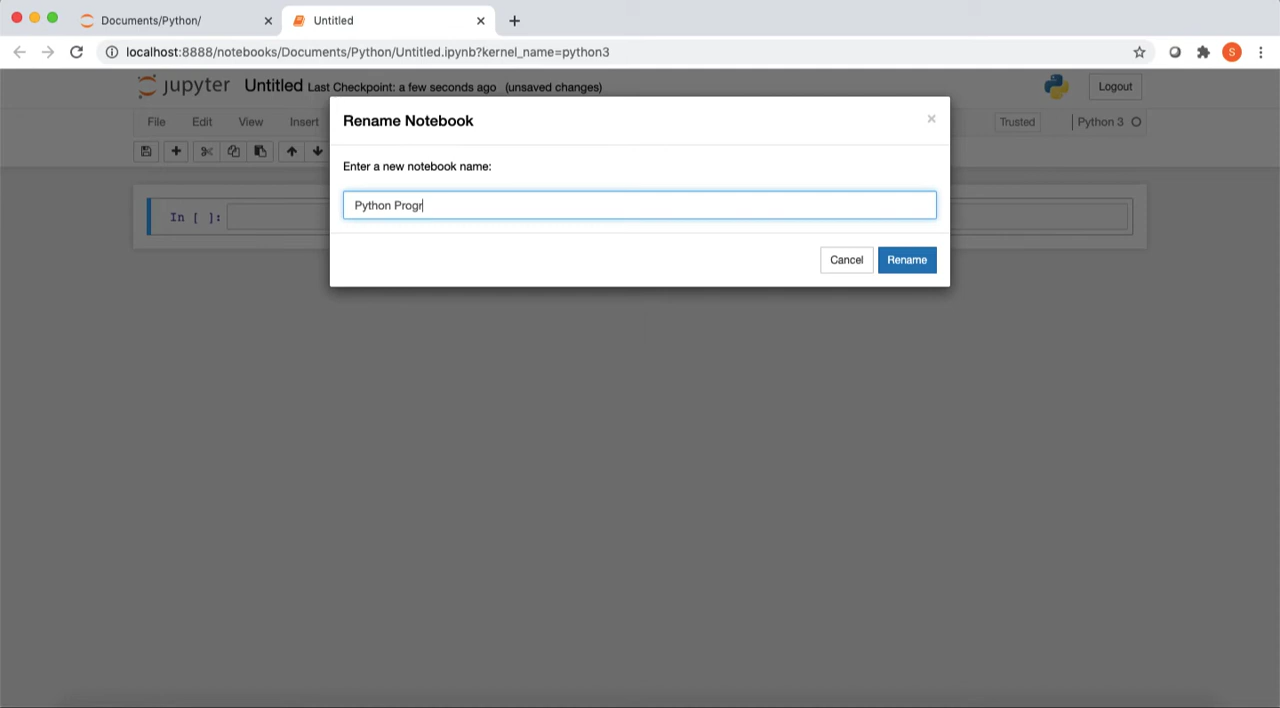 Documents/Python/
Untitled
localhost:8888/notebooks/Documents/Python/Untitled.ipynb?kernel_name=python3
S
jupyter Untitled Last Checkpoint: a few seconds ago (unsaved changes)
Logout
File Edit View Insert
Trusted
Python 3
Rename Notebook
Enter a new notebook name:
Python Progr
Cancel
Rename
In [ ]: